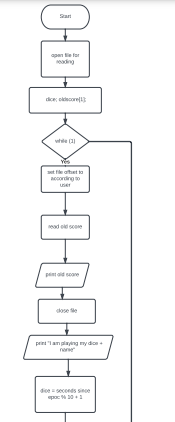 Start
open file for
reading
dice; oldscore[1];
while (1)
Yes
set file offset to
according to
user
read old score
print old score
close file
print "I am playing my dice +
name"
dice = seconds since
epoc % 10 + 1